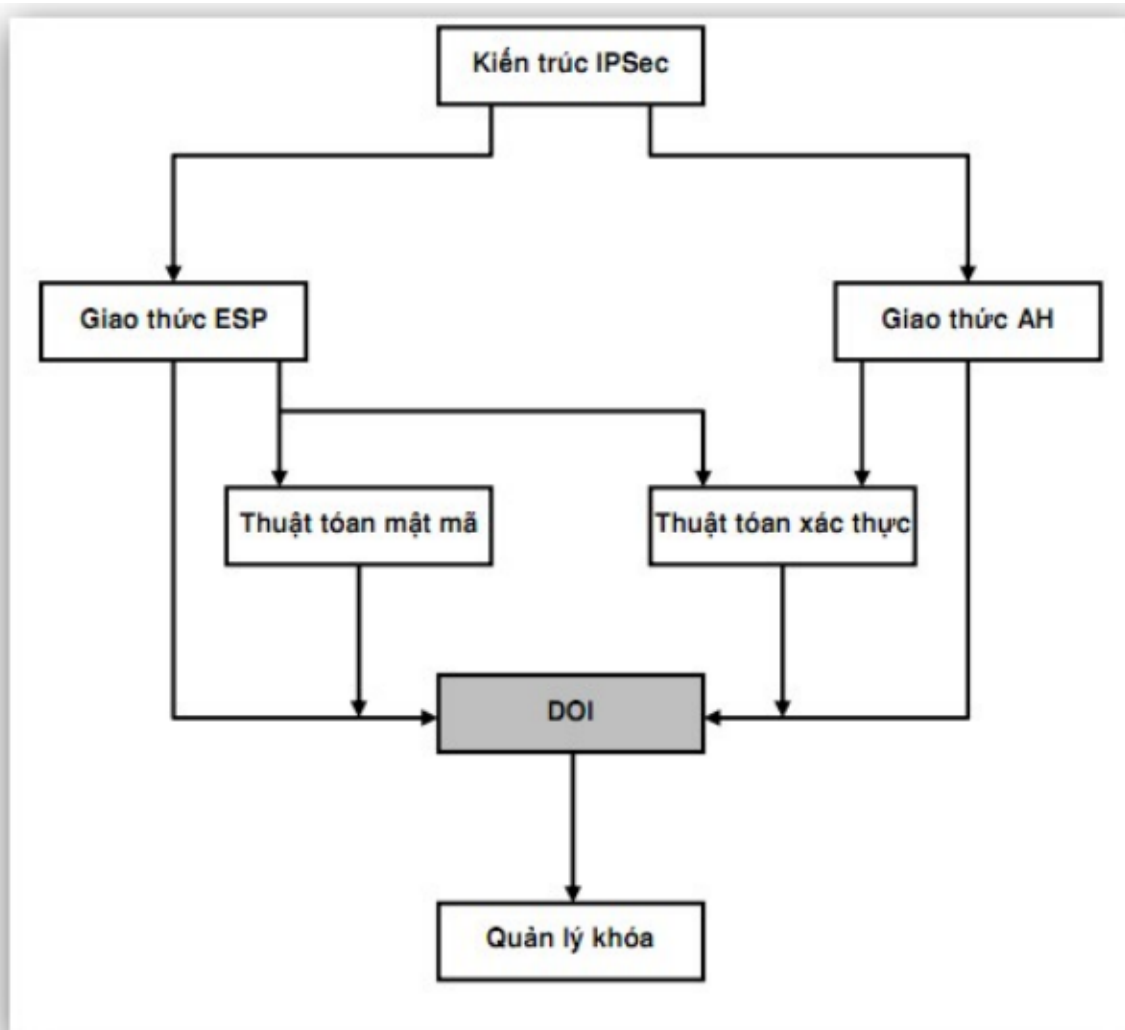 Kiến trúc IPSec
Giao thức ESP
Giao thức AH
Thuật tóan mật mã
Thuật tóan xác thực
DOI
Quản lý khóa